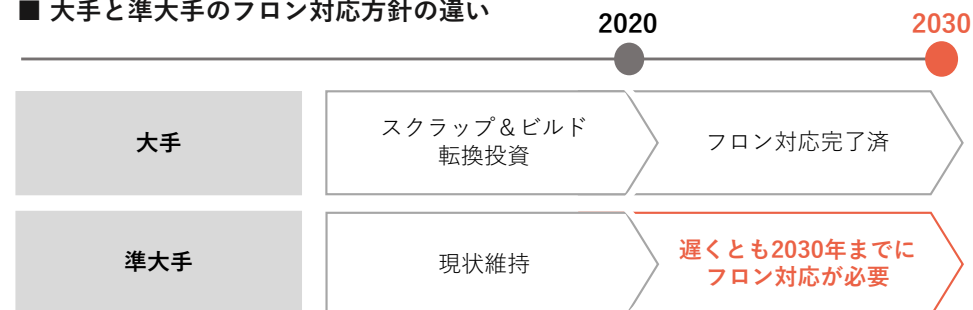 ■ 大手と準大手のフロン対応方針の違い
2020
2030
大手
スクラップ＆ビルド
転換投資
フロン対応完了済
準大手
現状維持
遅くとも2030年までに
フロン対応が必要